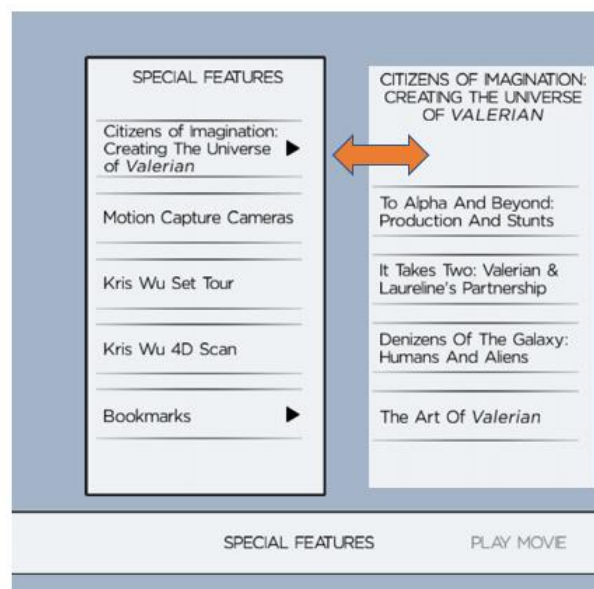 SPECIAL FEATURES
Citizens of Imagination:
Creating The Universe
of Valerian
Motion Capture Cameras
Kris Wu Set Tour
Kris Wu 4D Scan
Bookmarks
CITIZENS OF IMAGINATION:
CREATING THE UNIVERSE
OF VALERIAN
To Alpha And Beyond:
Production And Stunts
It Takes Two: Valerian &
Laureline's Partnership
Denizens Of The Galaxy:
Humans And Aliens
The Art Of Valerian
SPECIAL FEATURES
PLAY MOVIE